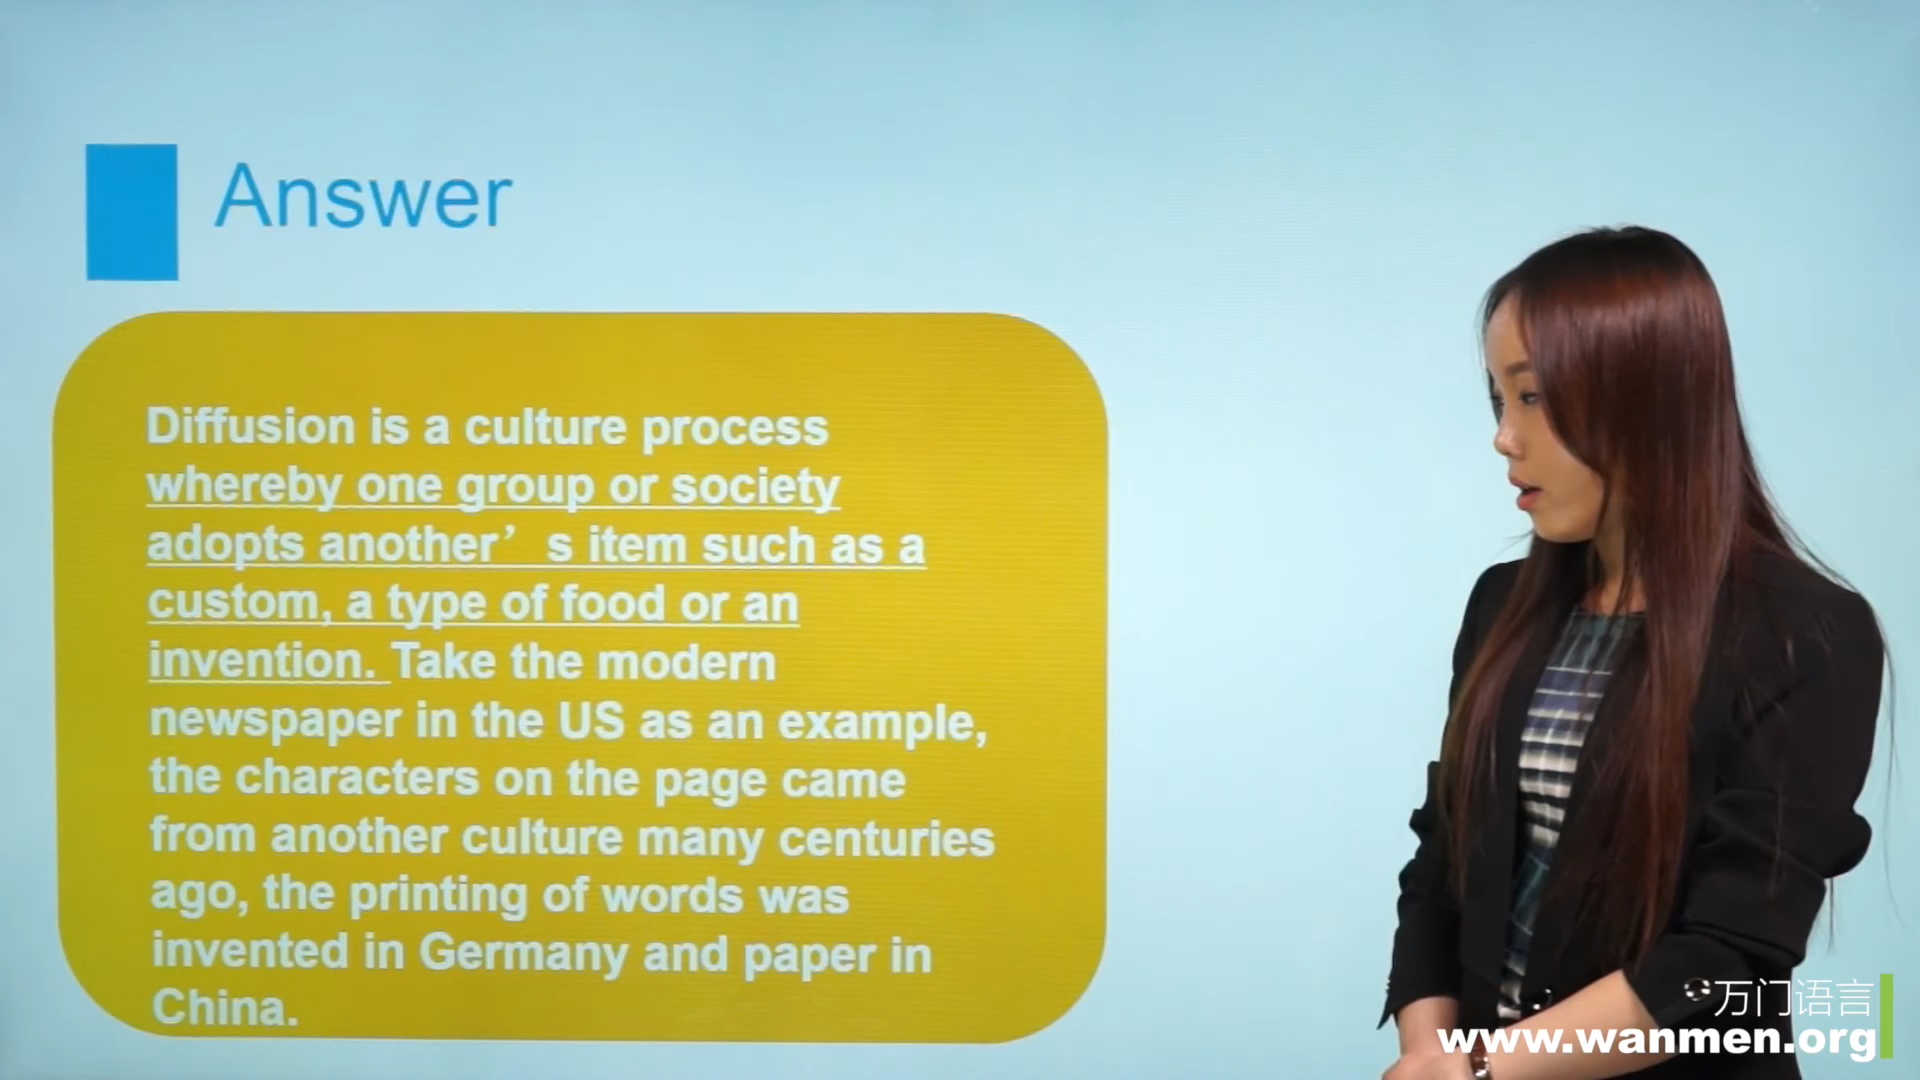 Answer
Diffusion is a culture process
whereby one group or society
adopts another’ s item such as a
custom, a type of food or an
invention. Take the modern
newspaper in the US as an example,
the characters on the page came
from another culture many centuries
ago, the printing of words was
invented in Germany and paper in
China.
万门语言
www.wanmen.org